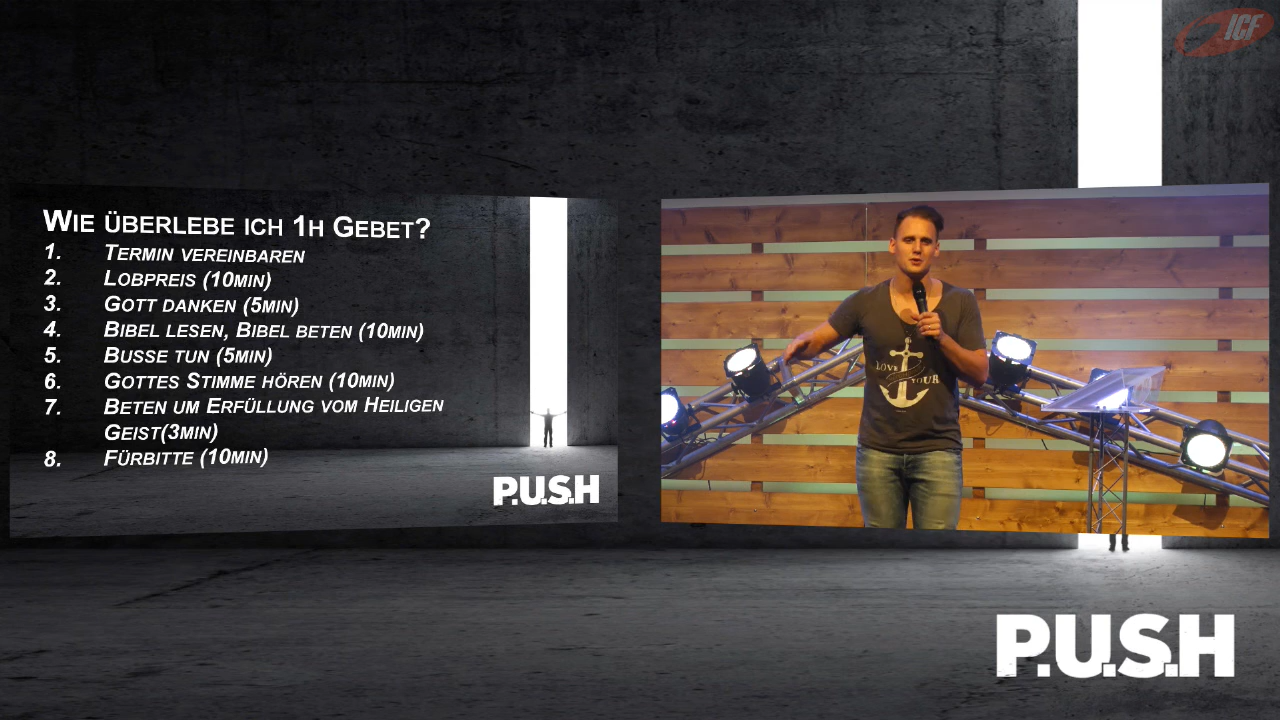 ICF
WIE ÜBERLEBE ICH 1H GEBET?
1. TERMIN VEREINBAREN
2. LOBPREIS (10MIN)
3. GOTT DANKEN (5MIN)
4. BIBEL LESEN, BIBEL BETEN (10MIN)
5. BUSSE TUN (5MIN)
6. GOTTES STIMME HÖREN (10MIN)
7. BETEN UM ERFÜLLUNG VOM HEILIGEN
GEIST(3MIN)
8. FÜRBITTE (10MIN)
P.U.S.H
LOVE
YOUR
P.U.S.H